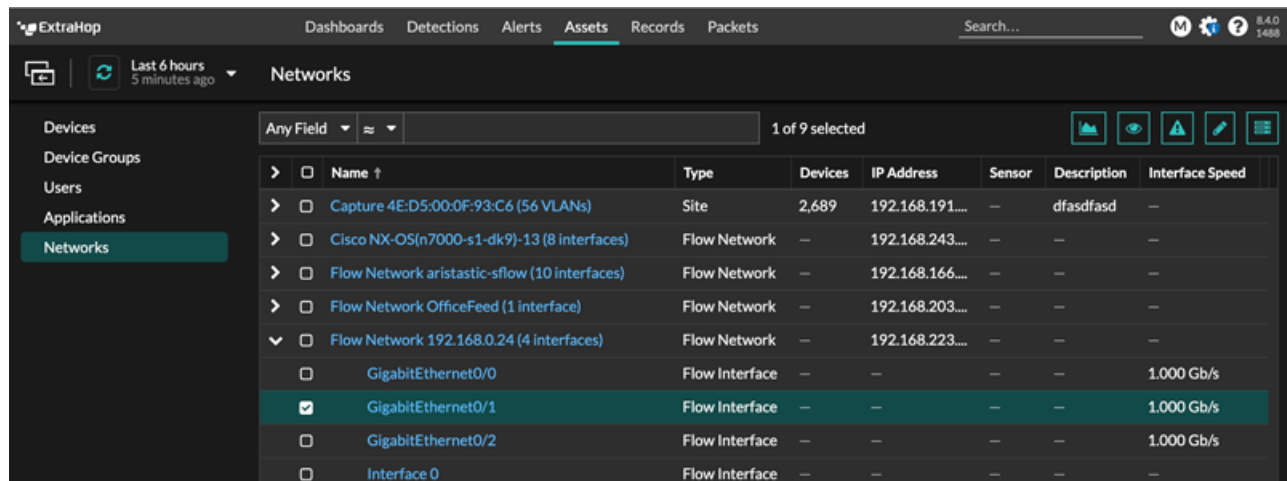 ExtraHop Dashboards Detections Alerts Assets Records Packets Search... M ? 8.4.0
1488
Last 6 hours
5 minutes ago
Networks
Devices
Device Groups
Users
Applications
Networks
Any Field ≈ 1 of 9 selected
Name ↑ Type Devices IP Address Sensor Description Interface Speed
Capture 4E:D5:00:0F:93:C6 (56 VLANs) Site 2,689 192.168.191.... — dfasdfasd —
Cisco NX-OS(n7000-s1-dk9)-13 (8 interfaces) Flow Network — 192.168.243.... — — —
Flow Network aristastic-sflow (10 interfaces) Flow Network — 192.168.166.... — — —
Flow Network OfficeFeed (1 interface) Flow Network — 192.168.203.... — — —
Flow Network 192.168.0.24 (4 interfaces) Flow Network — 192.168.223.... — — —
GigabitEthernet0/0 Flow Interface — — — — 1.000 Gb/s
GigabitEthernet0/1 Flow Interface — — — — 1.000 Gb/s
GigabitEthernet0/2 Flow Interface — — — — 1.000 Gb/s
Interface 0 Flow Interface — — — — —